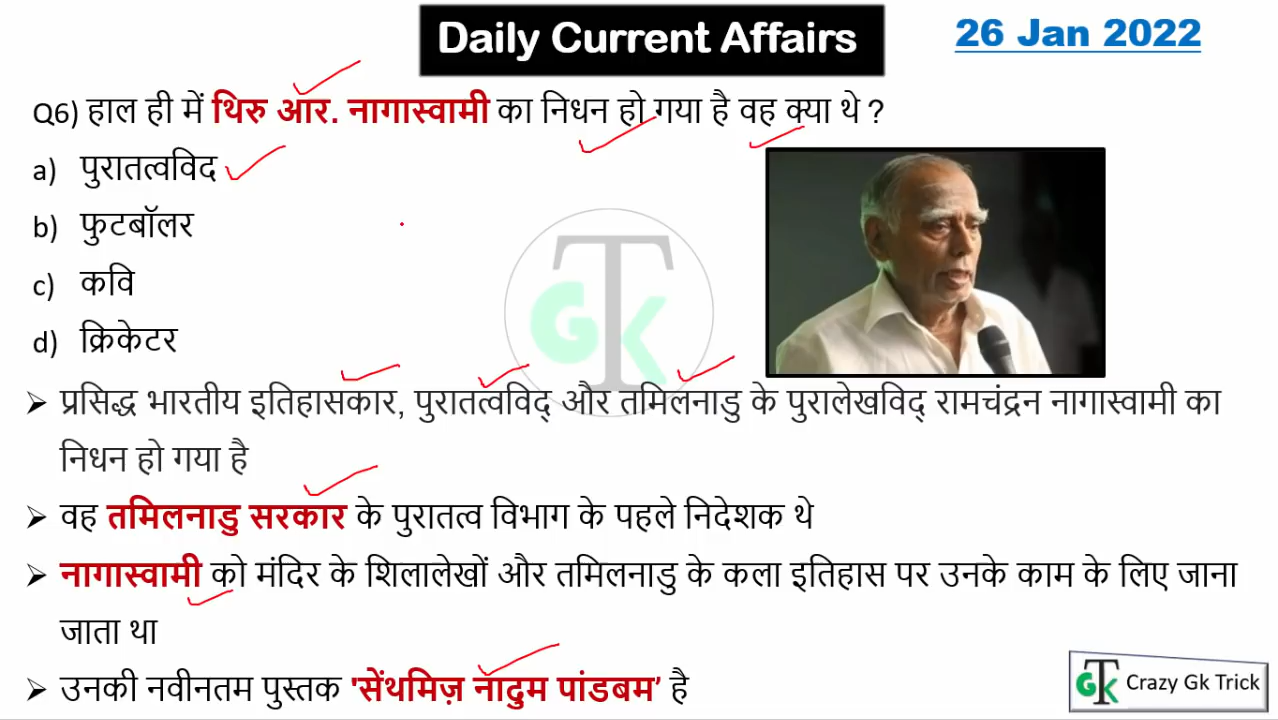 Daily Current Affairs
26 Jan 2022
Q6) हाल ही में थिरु आर. नागास्वामी का निधन हो गया है वह क्या थे ?
a) पुरातत्वविद
b) फुटबॉलर
c) कवि
d) क्रिकेटर
➤ प्रसिद्ध भारतीय इतिहासकार, पुरातत्वविद् और तमिलनाडु के पुरालेखविद् रामचंद्रन नागास्वामी का
निधन हो गया है
➤ वह तमिलनाडु सरकार के पुरातत्व विभाग के पहले निदेशक थे
➤ नागास्वामी को मंदिर के शिलालेखों और तमिलनाडु के कला इतिहास पर उनके काम के लिए जाना
जाता था
➤ उनकी नवीनतम पुस्तक 'सेंथमिज़ नादुम पांडबम’ है
GTK
GTK Crazy Gk Trick